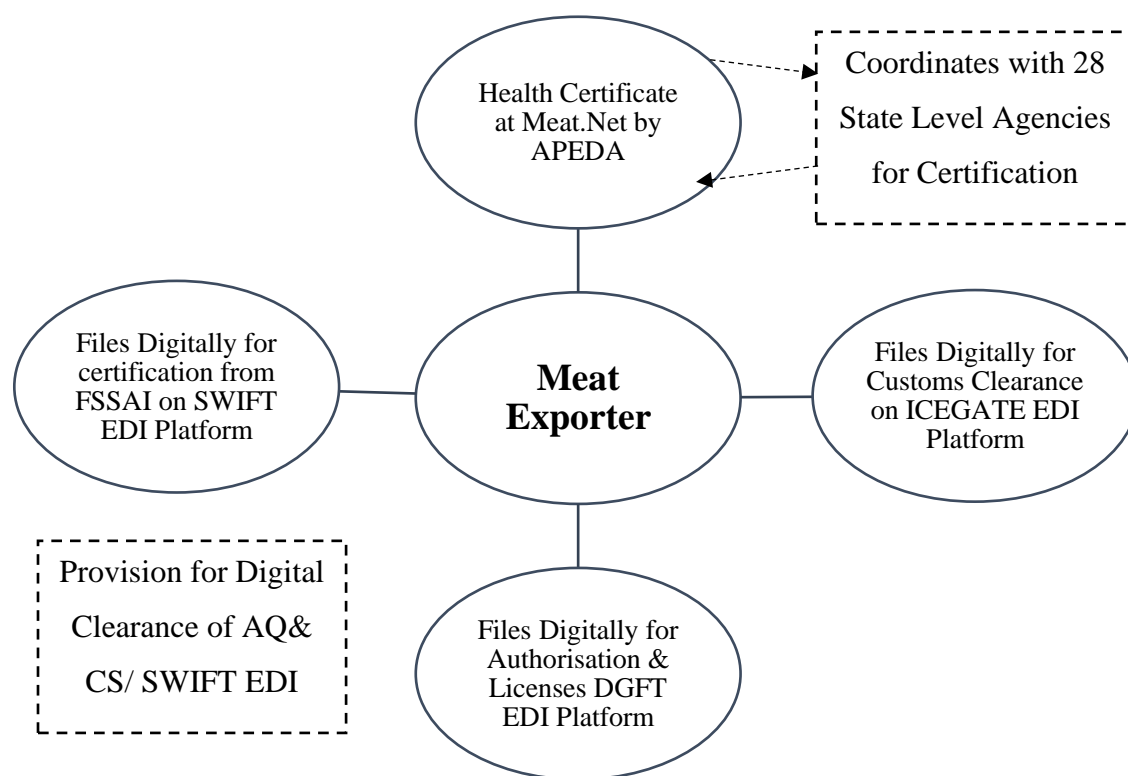 Health Certificate
at Meat.Net by
APEDA
Coordinates with 28
State Level Agencies
for Certification
Files Digitally for
certification from
FSSAI on SWIFT
EDI Platform
Meat
Exporter
Files Digitally for
Customs Clearance
on ICEGATE EDI
Platform
Provision for Digital
Clearance of AQ&
CS/ SWIFT EDI
Files Digitally for
Authorisation &
Licenses DGFT
EDI Platform